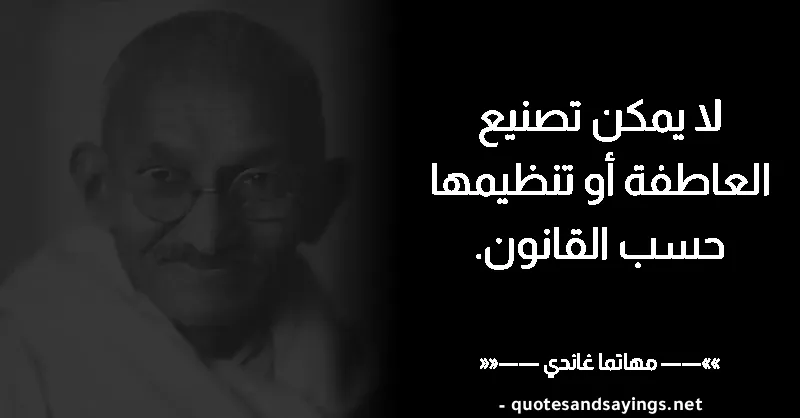 لا يمكن تصنيع
العاطفة أو تنظيمها
حسب القانون.
»»—— مهاتما غاندي ——««
- quotesandsayings.net